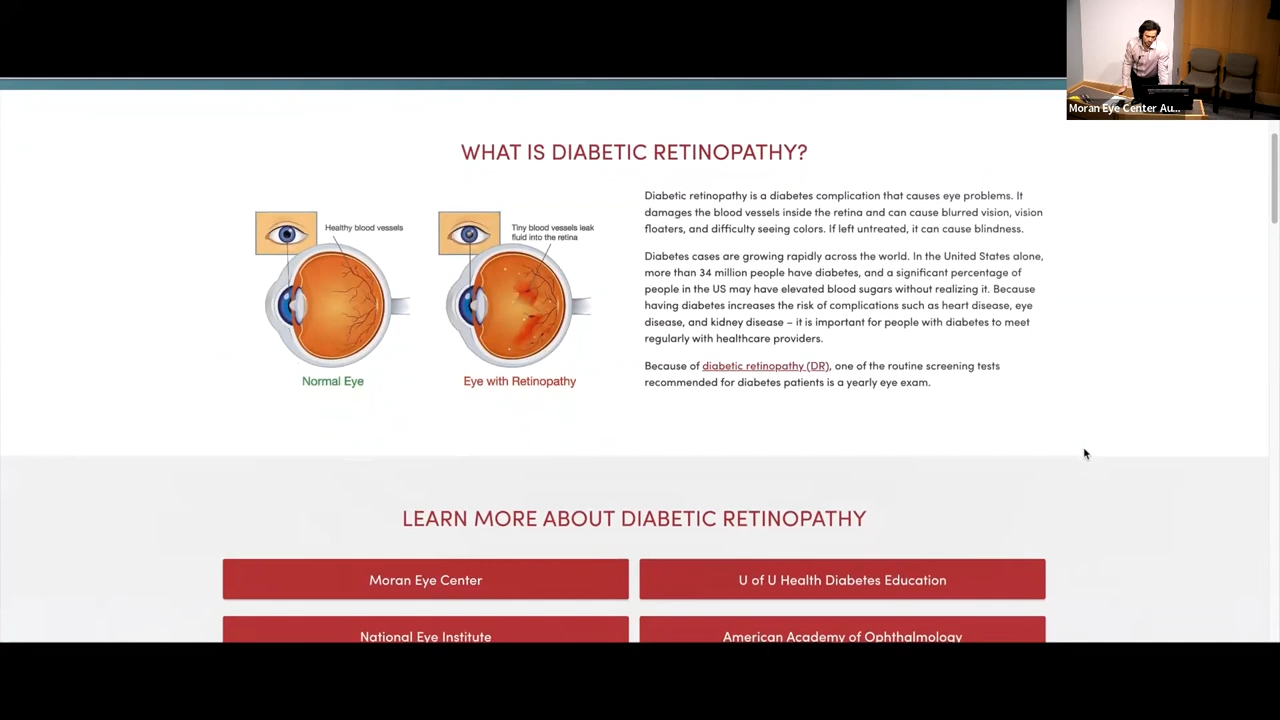 Moran Eye Center Au...
WHAT IS DIABETIC RETINOPATHY?
Healthy blood vessels
Tiny blood vessels leak
fluid into the retina
Normal Eye
Eye with Retinopathy
Diabetic retinopathy is a diabetes complication that causes eye problems. It
damages the blood vessels inside the retina and can cause blurred vision, vision
floaters, and difficulty seeing colors. If left untreated, it can cause blindness.
Diabetes cases are growing rapidly across the world. In the United States alone,
more than 34 million people have diabetes, and a significant percentage of
people in the US may have elevated blood sugars without realizing it. Because
having diabetes increases the risk of complications such as heart disease, eye
disease, and kidney disease – it is important for people with diabetes to meet
regularly with healthcare providers.
Because of diabetic retinopathy (DR), one of the routine screening tests
recommended for diabetes patients is a yearly eye exam.
LEARN MORE ABOUT DIABETIC RETINOPATHY
Moran Eye Center
U of U Health Diabetes Education
National Eye Institute
American Academy of Ophthalmology